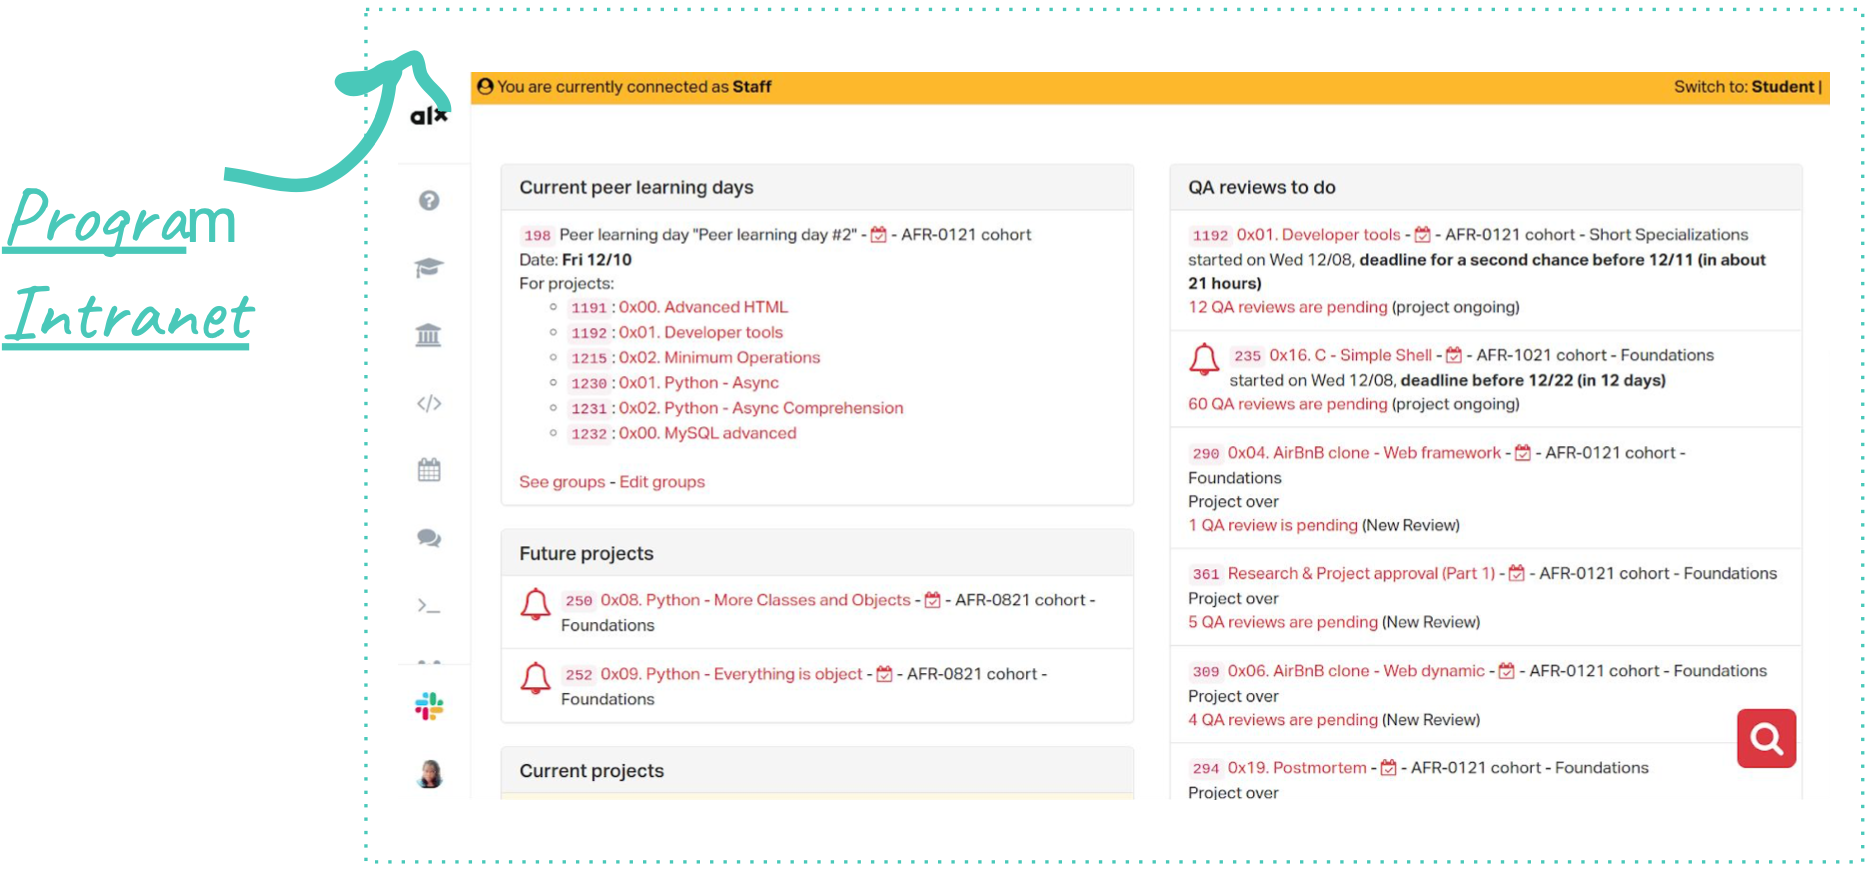 Program
Intranet
alx
You are currently connected as Staff
Switch to: Student |
Current peer learning days
198 Peer learning day "Peer learning day #2" - - AFR-0121 cohort
Date: Fri 12/10
For projects:
1191 : 0x00. Advanced HTML
1192 : 0x01. Developer tools
1215 : 0x02. Minimum Operations
1230 : 0x01. Python - Async
1231 : 0x02. Python - Async Comprehension
1232 : 0x00. MySQL advanced
See groups - Edit groups
Future projects
250 0x08. Python - More Classes and Objects - - AFR-0821 cohort -
Foundations
252 0x09. Python - Everything is object - - AFR-0821 cohort -
Foundations
Current projects
QA reviews to do
1192 0x01. Developer tools - - AFR-0121 cohort - Short Specializations
started on Wed 12/08, deadline for a second chance before 12/11 (in about
21 hours)
12 QA reviews are pending (project ongoing)
235 0x16. C - Simple Shell - - AFR-1021 cohort - Foundations
started on Wed 12/08, deadline before 12/22 (in 12 days)
60 QA reviews are pending (project ongoing)
290 0x04. AirBnB clone - Web framework - - AFR-0121 cohort -
Foundations
Project over
1 QA review is pending (New Review)
361 Research & Project approval (Part 1) - - AFR-0121 cohort - Foundations
Project over
5 QA reviews are pending (New Review)
309 0x06. AirBnB clone - Web dynamic - - AFR-0121 cohort - Foundations
Project over
4 QA reviews are pending (New Review)
294 0x19. Postmortem - - AFR-0121 cohort - Foundations
Project over